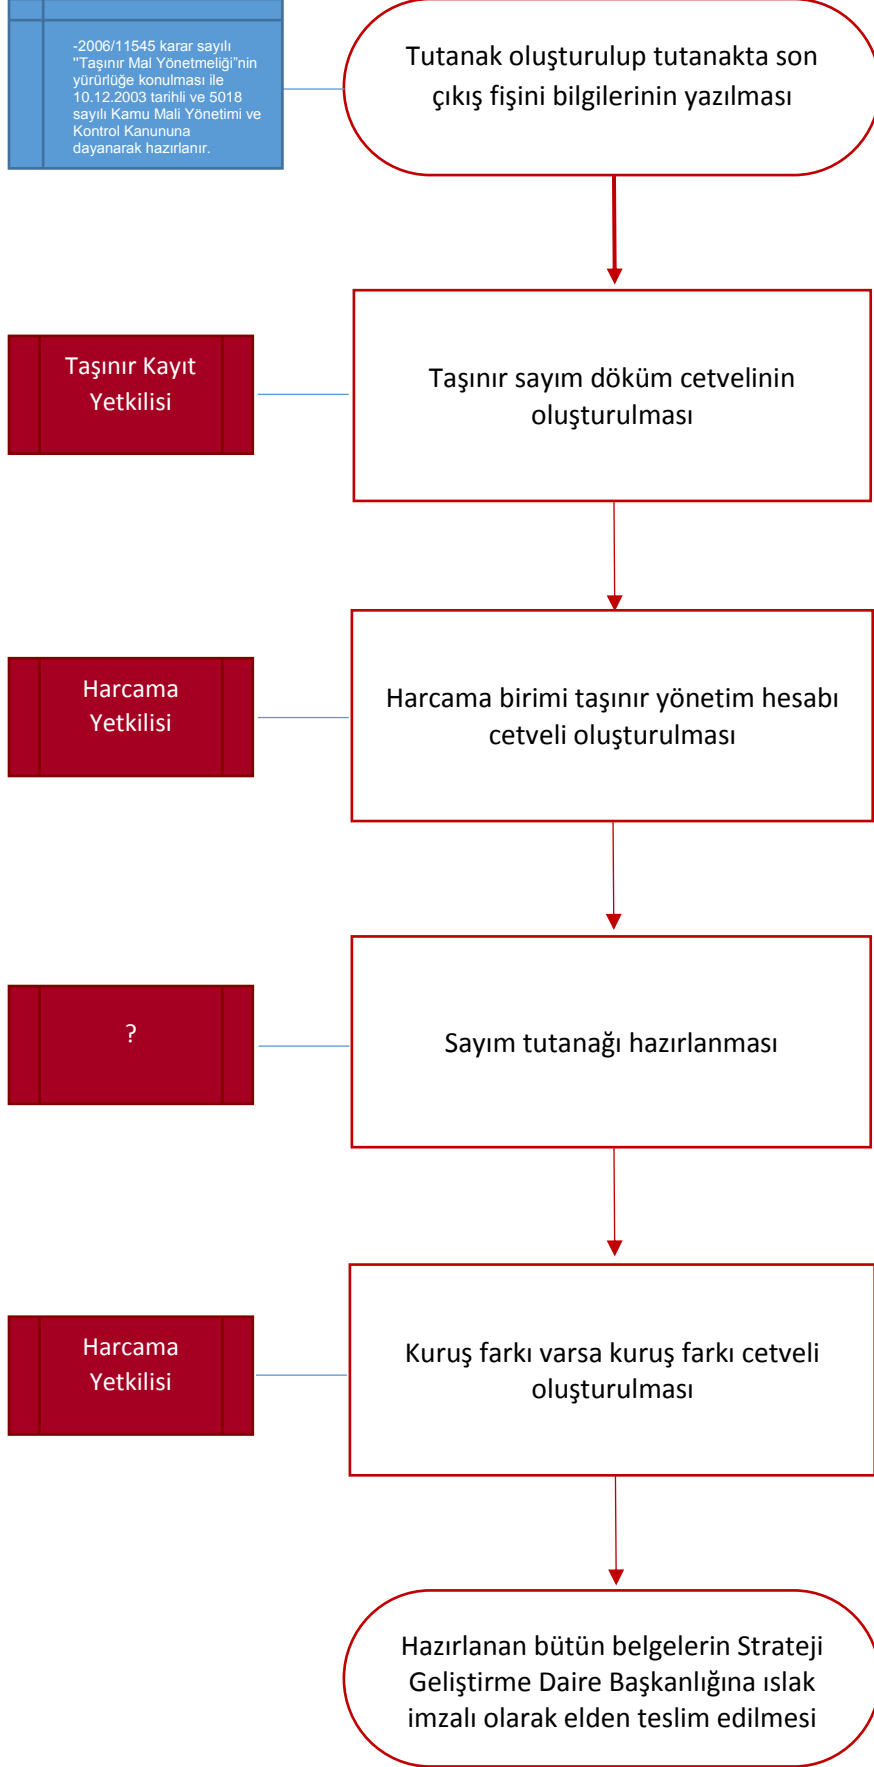 -2006/11545 karar sayılı
"Taşınır Mal Yönetmeliği"nin
yürürlüğe konulması ile
10.12.2003 tarihli ve 5018
sayılı Kamu Mali Yönetimi ve
Kontrol Kanununa
dayanarak hazırlanır.
Tutanak oluşturulup tutanakta son
çıkış fişini bilgilerinin yazılması
Taşınır Kayıt
Yetkilisi
Taşınır sayım döküm cetvelinin
oluşturulması
Harcama
Yetkilisi
Harcama birimi taşınır yönetim hesabı
cetveli oluşturulması
?
Sayım tutanağı hazırlanması
Harcama
Yetkilisi
Kuruş farkı varsa kuruş farkı cetveli
oluşturulması
Hazırlanan bütün belgelerin Strateji
Geliştirme Daire Başkanlığına ıslak
imzalı olarak elden teslim edilmesi